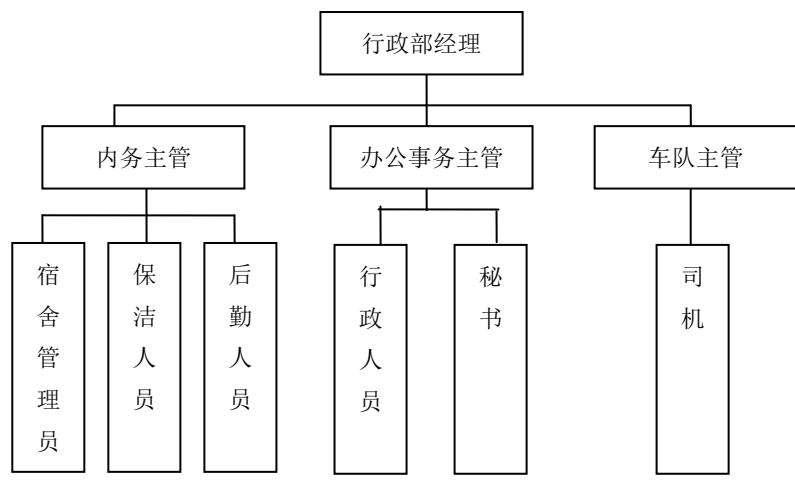 行政部经理
内务主管
办公事务主管
车队主管
宿舍管理员
保洁人员
后勤人员
行政人员
秘书
司机